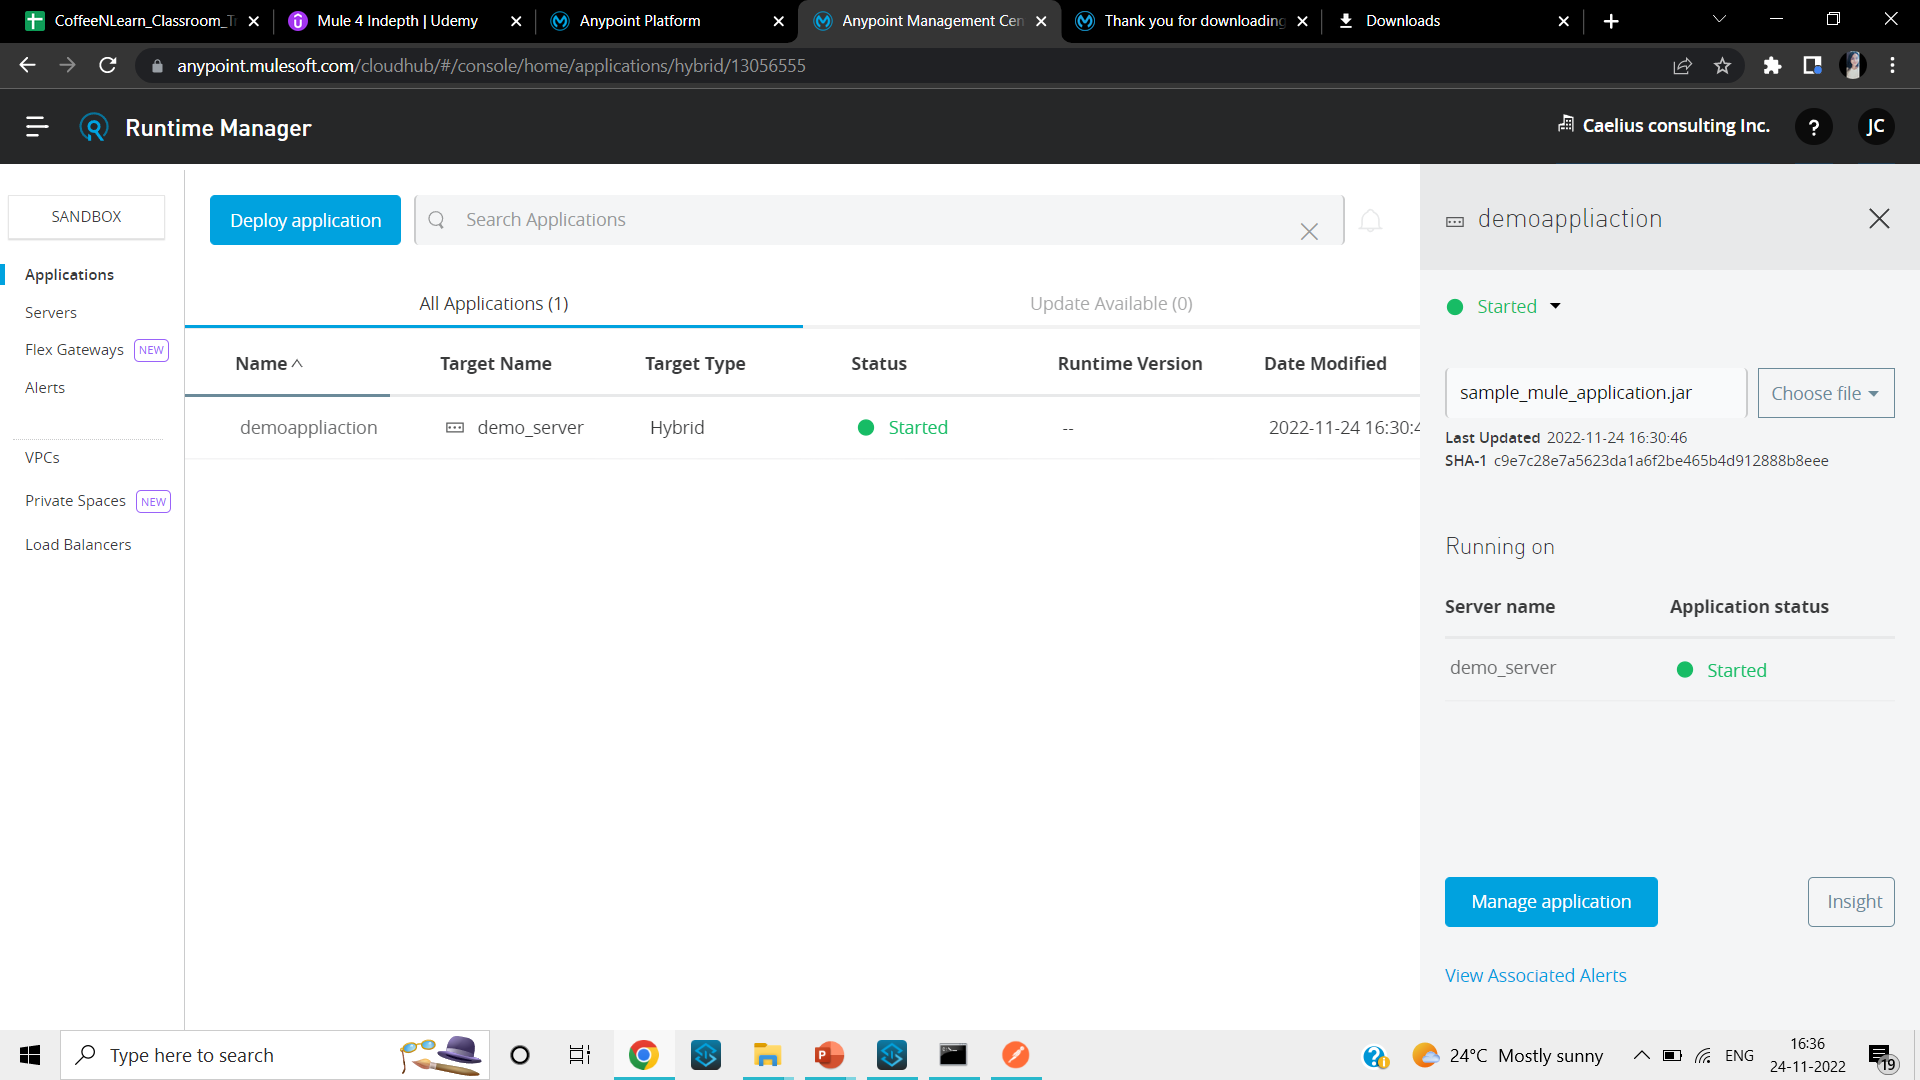 CoffeeNLearn_Classroom_Tr
Mule 4 Indepth | Udemy
Anypoint Platform
Anypoint Management Cen
Thank you for downloading
Downloads
anypoint.mulesoft.com/cloudhub/#/console/home/applications/hybrid/13056555
Runtime Manager
Caelius consulting Inc.
?
JC
SANDBOX
Applications
Servers
Flex Gateways NEW
Alerts
VPCs
Private Spaces NEW
Load Balancers
Deploy application
Search Applications
All Applications (1)
Update Available (0)
Name Target Name Target Type Status Runtime Version Date Modified
demoappliaction demo_server Hybrid Started -- 2022-11-24 16:30:4
demoappliaction
Started
sample_mule_application.jar
Choose file
Last Updated 2022-11-24 16:30:46
SHA-1 c9e7c28e7a5623da1a6f2be465b4d912888b8eee
Running on
Server name Application status
demo_server Started
Manage application
Insight
View Associated Alerts
Type here to search
24°C Mostly sunny
ENG
16:36
24-11-2022
19